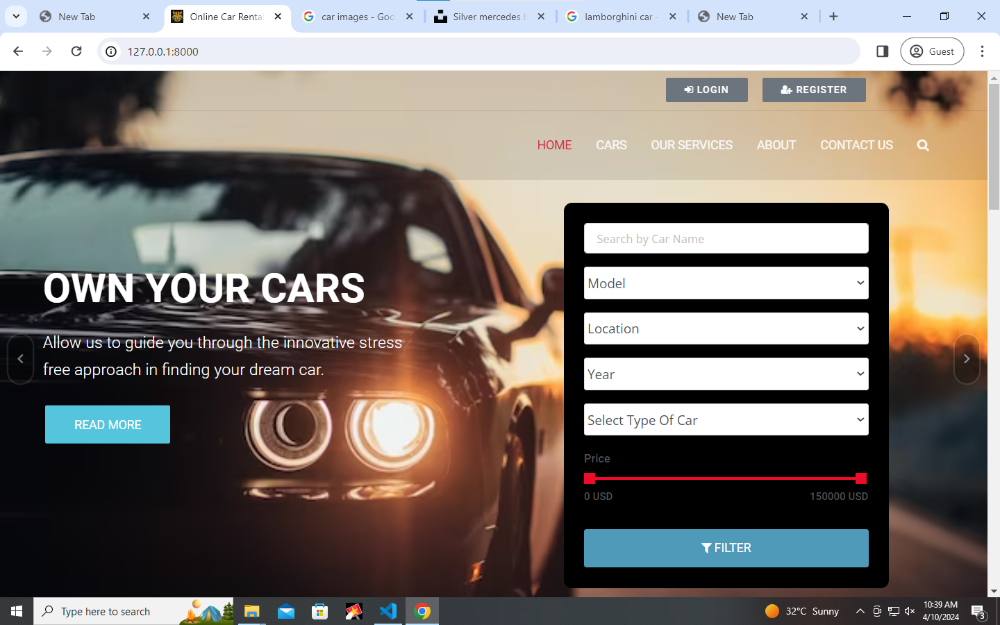 New Tab
Online Car Renta
car images - Goo
Silver mercedes b
lamborghini car -
New Tab
127.0.0.1:8000
Guest
LOGIN
REGISTER
HOME
CARS
OUR SERVICES
ABOUT
CONTACT US
Search by Car Name
Model
Location
Year
Select Type Of Car
Price
0 USD
150000 USD
FILTER
OWN YOUR CARS
Allow us to guide you through the innovative stress
free approach in finding your dream car.
READ MORE
Type here to search
32°C Sunny
10:39 AM
4/10/2024
3